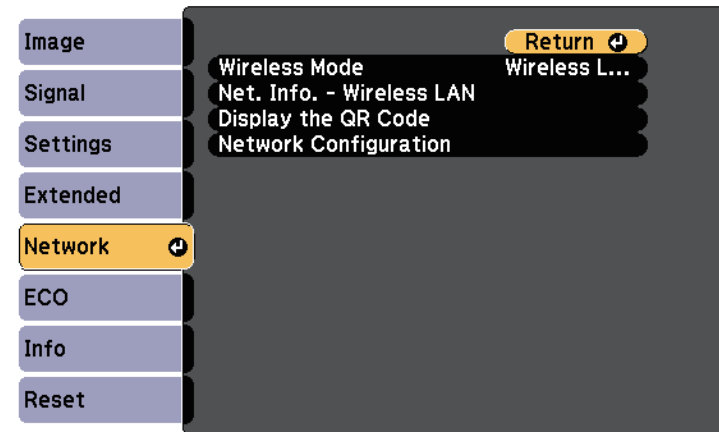 Image
Signal
Settings
Extended
Network
ECO
Info
Reset
Return
Wireless Mode Wireless L...
Net. Info. - Wireless LAN
Display the QR Code
Network Configuration